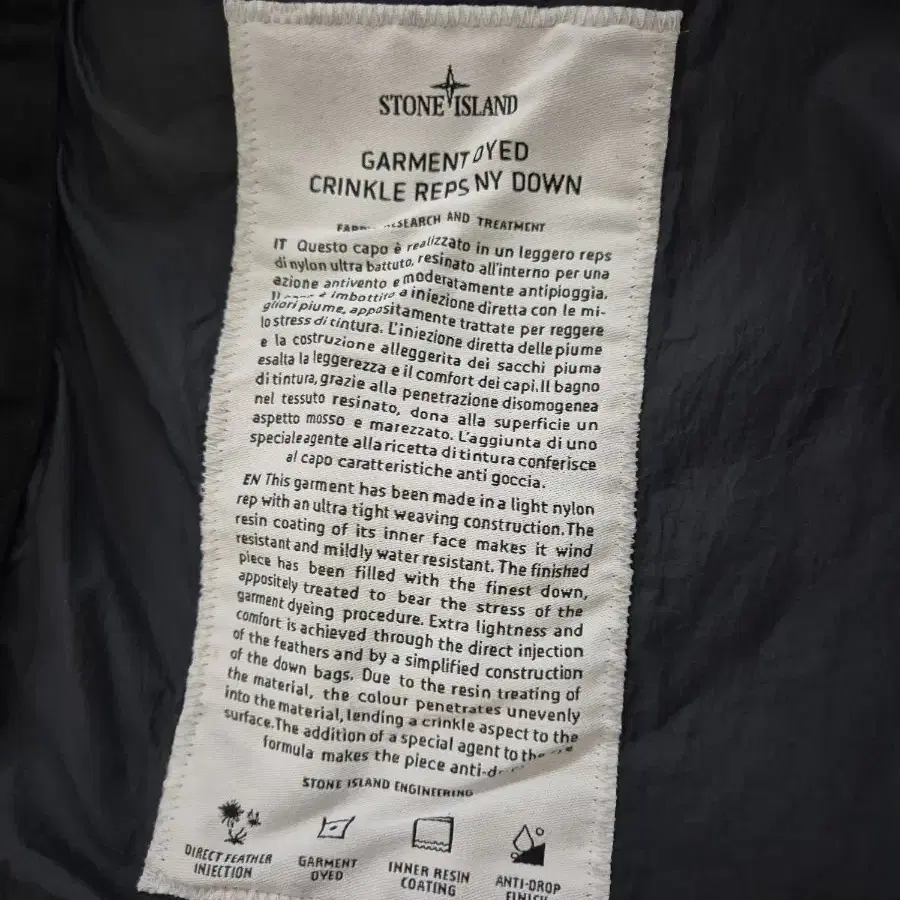 STONE ISLAND
GARMENT DYED
CRINKLE REPS NY DOWN
RESEARCH AND TREATMENT
IT Questo capo è realizzato in un leggero reps
di nylon ultra battuto, resinato all'interno per una
azione antivento e moderatamente antipioggia.
è imbottito a iniezione diretta con le mi-
gliori piume, appositamente trattate per reggere
lo stress di tintura. L'iniezione diretta delle piume
e la costruzione alleggerita dei sacchi piuma
esalta la leggerezza e il comfort dei capi. Il bagno
di tintura, grazie alla penetrazione disomogenea
nel tessuto resinato, dona alla superficie un
aspetto mosso e marezzato. L'aggiunta di uno
speciale agente alla ricetta di tintura conferisce
al capo caratteristiche anti goccia.
EN This garment has been made in a light nylon
rep with an ultra tight weaving construction. The
resin coating of its inner face makes it wind
resistant and mildly water resistant. The finished
piece has been filled with the finest down,
appositely treated to bear the stress of the
garment dyeing procedure. Extra lightness and
comfort is achieved through the direct injection
of the feathers and by a simplified construction
of the down bags. Due to the resin treating of
the material, the colour penetrates unevenly
into the material, lending a crinkle aspect to the
surface. The addition of a special agent to the
formula makes the piece
STONE ISLAND ENGINEERING
DIRECT FEATHER
INJECTION
GARMENT
DYED
INNER RESIN
COATING
ANTI-DROP
FINISH